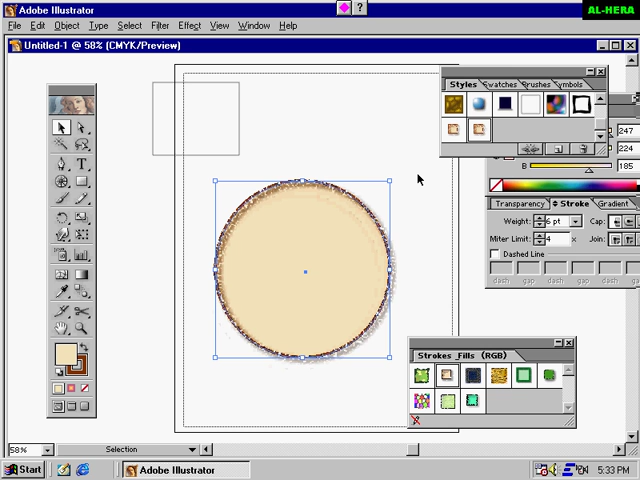 AL-HERA
Adobe Illustrator
File Edit Object Type Select Filter Effect View Window Help
Untitled-1 @ 58% (CMYK/Preview)
Styles Swatches Brushes Symbols
247
224
B 185
Transparency Stroke Gradient
Weight: 6 pt Cap:
Miter Limit: 4 x Join:
Dashed Line
dash gap dash gap dash gap
Strokes _Fills (RGB)
58% Selection
Start Adobe Illustrator 5:33 PM